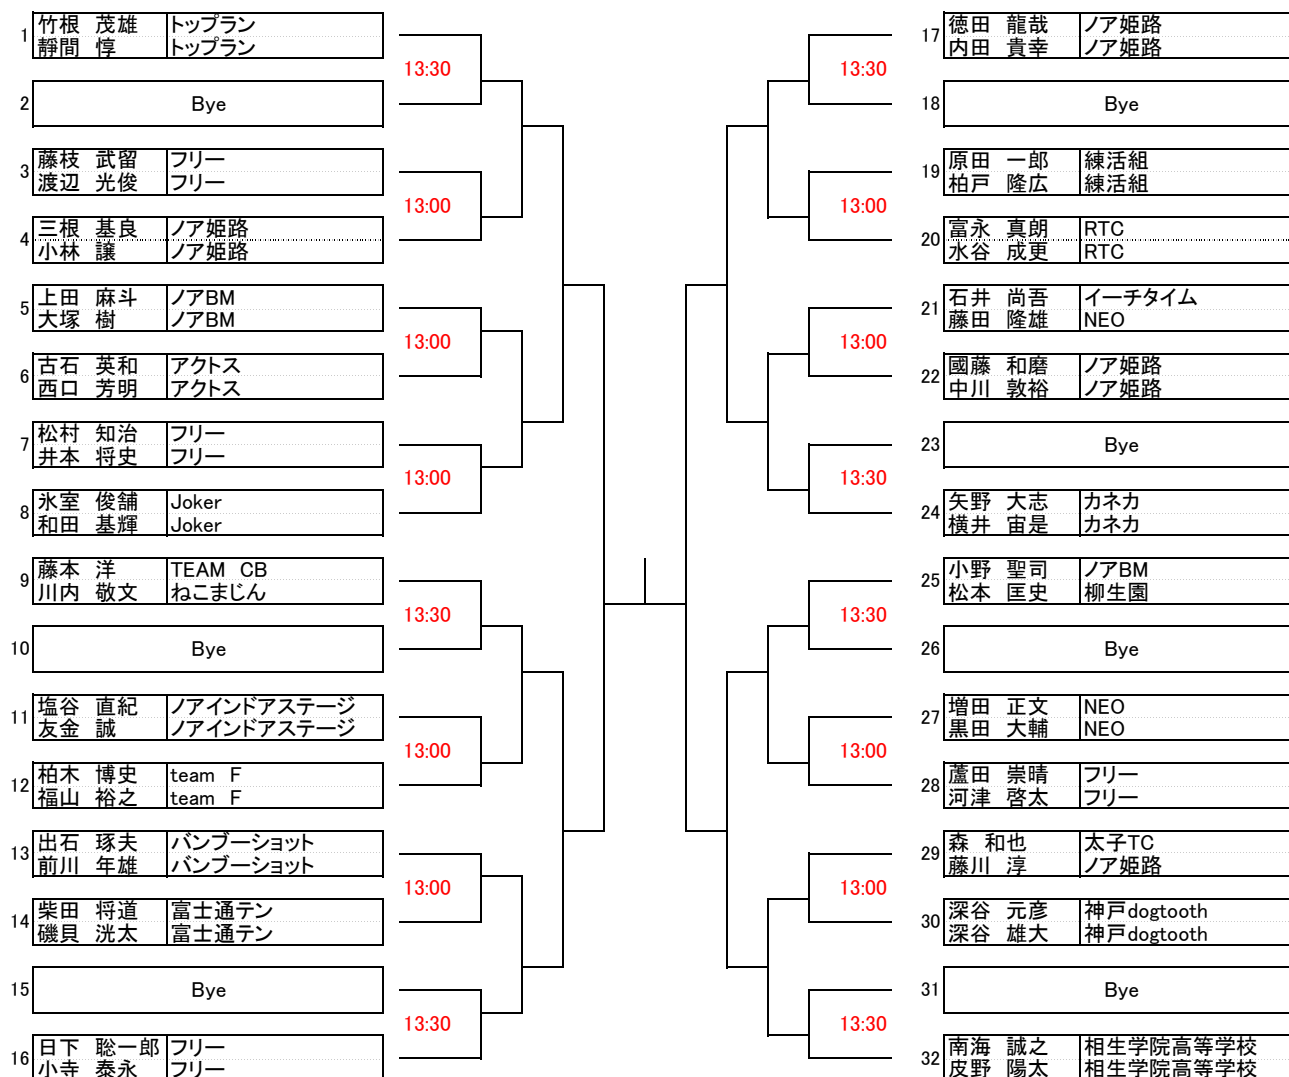 1 竹根 茂雄 トップラン
静間 惇 トップラン
13:30
2 Bye
3 藤枝 武留 フリー
渡辺 光俊 フリー
13:00
4 三根 基良 ノア姫路
小林 譲 ノア姫路
5 上田 麻斗 ノアBM
大塚 樹 ノアBM
13:00
6 古石 英和 アクトス
西口 芳明 アクトス
7 松村 知治 フリー
井本 将史 フリー
13:00
8 氷室 俊舗 Joker
和田 基輝 Joker
9 藤本 洋 TEAM CB
川内 敬文 ねこまじん
13:30
10 Bye
11 塩谷 直紀 ノアインドアステージ
友金 誠 ノアインドアステージ
13:00
12 柏木 博史 team F
福山 裕之 team F
13 出石 琢夫 バンブーショット
前川 年雄 バンブーショット
13:00
14 柴田 将道 富士通テン
磯貝 洸太 富士通テン
15 Bye
13:30
16 日下 聡一郎 フリー
小寺 泰永 フリー
17 徳田 龍哉 ノア姫路
内田 貴幸 ノア姫路
13:30
18 Bye
19 原田 一郎 練活組
柏戸 隆広 練活組
13:00
20 富永 真朗 RTC
水谷 成更 RTC
21 石井 尚吾 イーチタイム
藤田 隆雄 NEO
13:00
22 國藤 和磨 ノア姫路
中川 敦裕 ノア姫路
23 Bye
13:30
24 矢野 大志 カネカ
横井 宙是 カネカ
25 小野 聖司 ノアBM
松本 匡史 柳生園
13:30
26 Bye
27 増田 正文 NEO
黒田 大輔 NEO
13:00
28 蘆田 崇晴 フリー
河津 啓太 フリー
29 森 和也 太子TC
藤川 淳 ノア姫路
13:00
30 深谷 元彦 神戸dogtooth
深谷 雄大 神戸dogtooth
31 Bye
13:30
32 南海 誠之 相生学院高等学校
皮野 陽太 相生学院高等学校